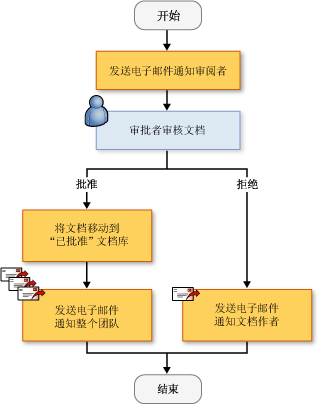 开始
发送电子邮件通知审阅者
审批者审核文档
批准
拒绝
将文档移动到
“已批准”文档库
发送电子邮件
通知整个团队
发送电子邮件
通知文档作者
结束